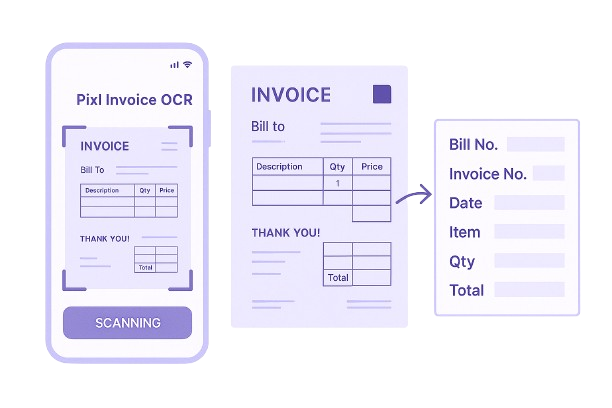 Pixl Invoice OCR
INVOICE
Bill To
Description Qty Price
THANK YOU!
Total
SCANNING
INVOICE
Bill to
Description Qty Price
1
THANK YOU!
Total
Bill No.
Invoice No.
Date
Item
Qty
Total